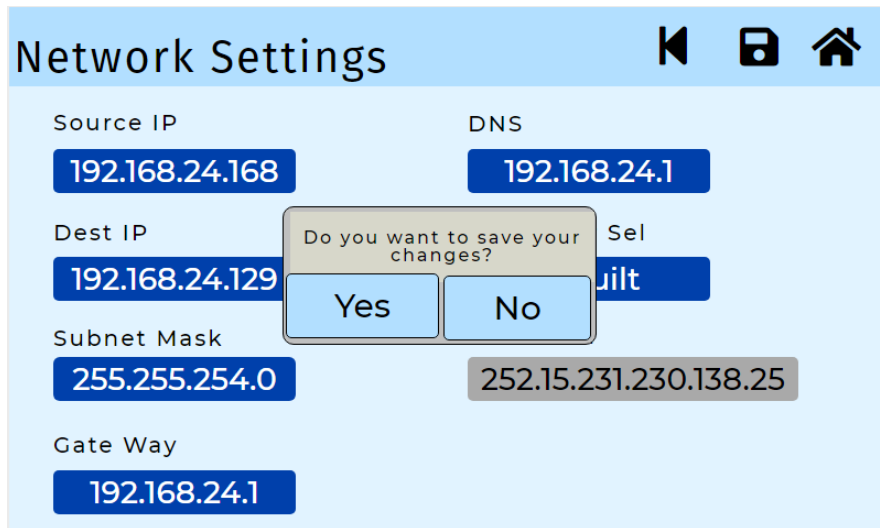 Network Settings
Source IP
DNS
192.168.24.168
192.168.24.1
Dest IP
Sel
192.168.24.129
Do you want to save your
changes?
Yes
No
Subnet Mask
255.255.254.0
252.15.231.230.138.25
Gate Way
192.168.24.1